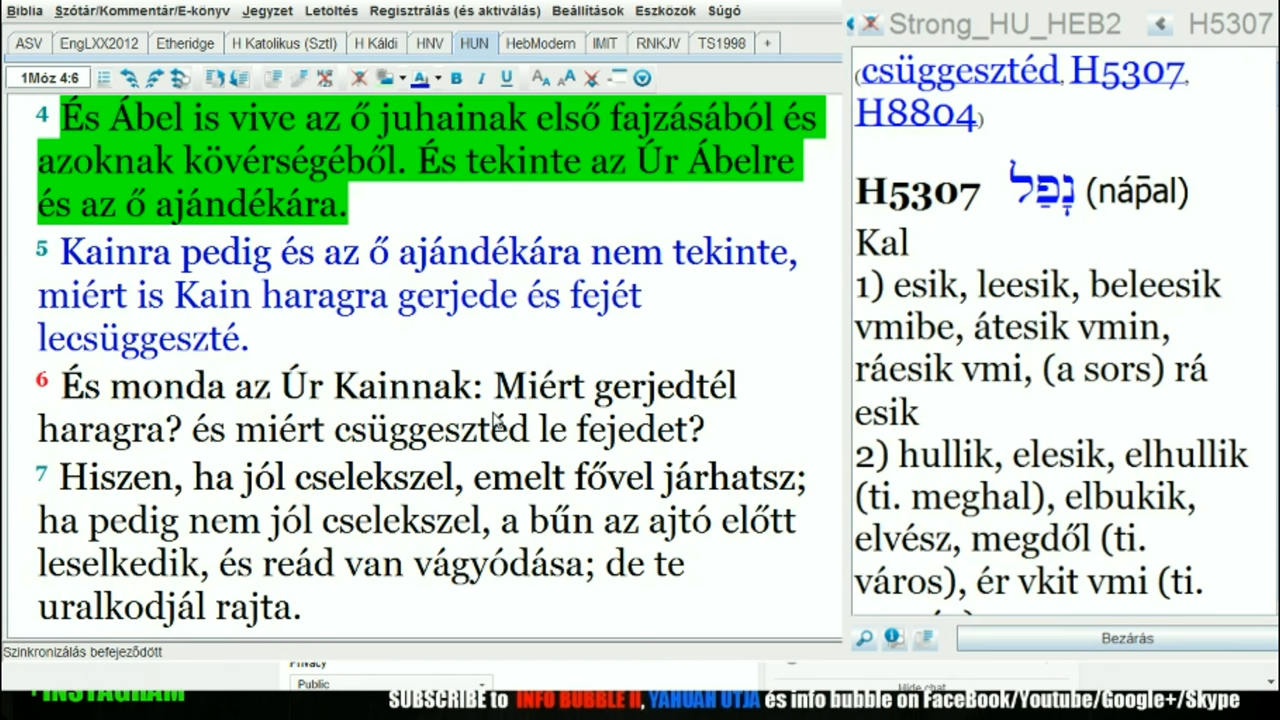 Biblia Szótár/Kommentár/E-könyv Jegyzet Letöltés Regisztrálás (és aktiválás) Beállítások Eszközök Súgó
Strong_HU_HEB2 H5307
ASV EngLXX2012 Etheridge H Katolikus (Sztl) H Káldi HNV HUN HebModern IMIT RNKJV TS1998 +
1Móz 4:6
4 És Ábel is vive az ő juhainak első fajzásából és
azoknak kövérségéből. És tekinte az Úr Ábelre
és az ő ajándékára.
5 Kainra pedig és az ő ajándékára nem tekinte,
miért is Kain haragra gerjede és fejét
lecsüggeszté.
6 És monda az Úr Kainnak: Miért gerjedtél
haragra? és miért csüggesztéd le fejedet?
7 Hiszen, ha jól cselekszel, emelt fővel járhatsz;
ha pedig nem jól cselekszel, a bűn az ajtó előtt
leselkedik, és reád van vágyódása; de te
uralkodjál rajta.
(csüggesztéd, H5307,
H8804)
H5307 נָפַל (náp̄al)
Kal
1) esik, leesik, beleesik
vmibe, átesik vmin,
ráesik vmi, (a sors) rá
esik
2) hullik, elesik, elhullik
(ti. meghal), elbukik,
elvész, megdől (ti.
város), ér vkit vmi (ti.
Bezárás
Szinkronizálás befejeződött
Privacy
Public
Hide chat
INSTAGRAM
SUBSCRIBE to INFO BUBBLE II, YAHUAH ÚTJA és info bubble on FaceBook/Youtube/Google+/Skype